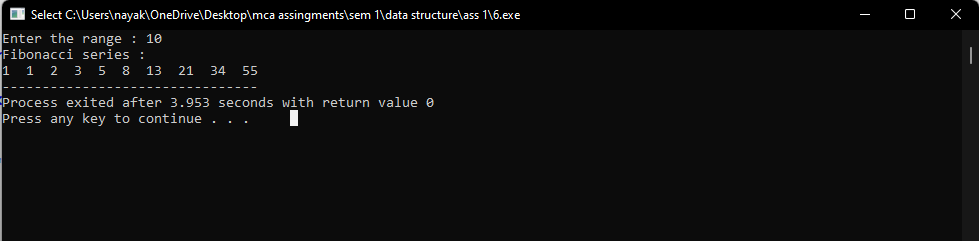 Select C:\Users\nayak\OneDrive\Desktop\mca assingments\sem 1\data structure\ass 1\6.exe
Enter the range : 10
Fibonacci series :
1  1  2  3  5  8  13  21  34  55
--------------------------------
Process exited after 3.953 seconds with return value 0
Press any key to continue . . .